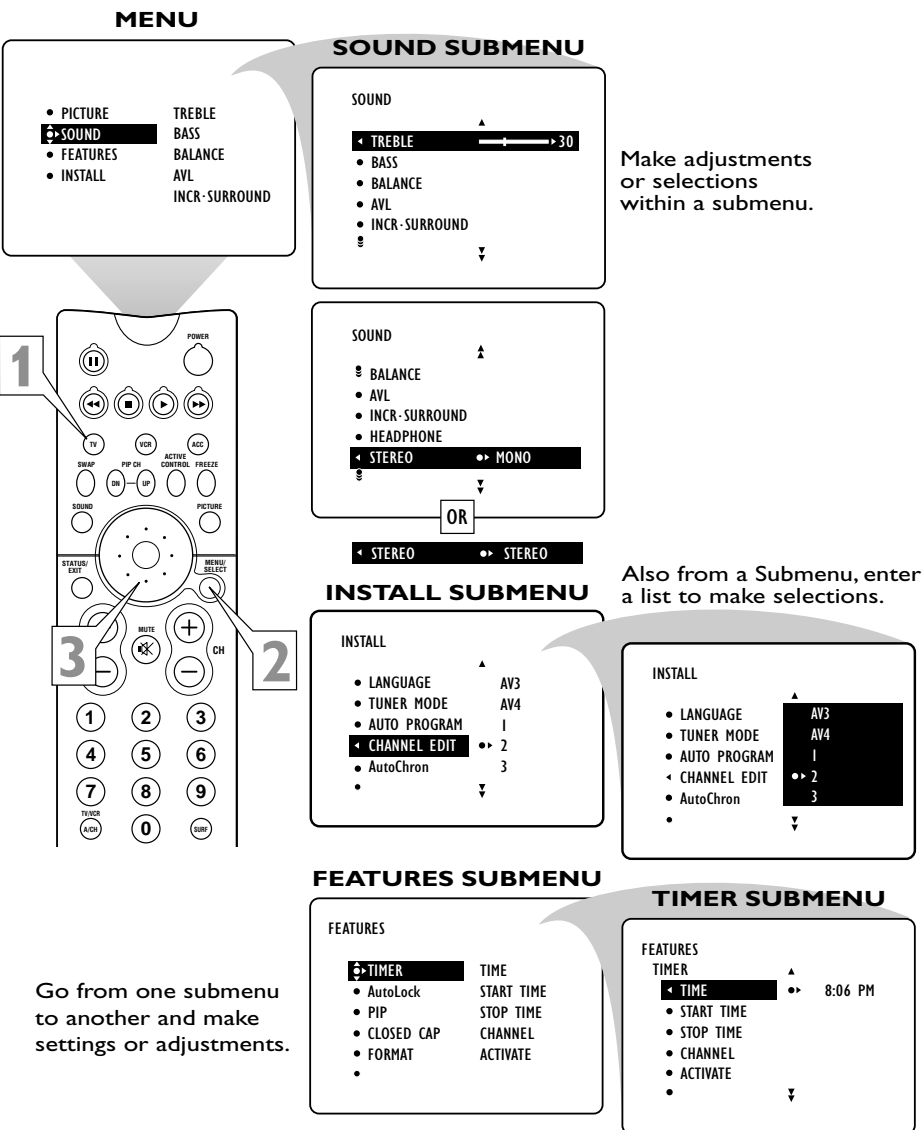 MENU
• PICTURE TREBLE
SOUND BASS
• FEATURES BALANCE
• INSTALL AVL
INCR·SURROUND
SOUND SUBMENU
SOUND
TREBLE 30
• BASS
• BALANCE
• AVL
• INCR·SURROUND
Make adjustments
or selections
within a submenu.
SOUND
BALANCE
• AVL
• INCR·SURROUND
• HEADPHONE
STEREO MONO
OR
STEREO STEREO
1
POWER
TV VCR ACC
SWAP PIP CH ACTIVE CONTROL FREEZE
DN UP
SOUND PICTURE
STATUS/ EXIT MENU/ SELECT
3
MUTE
CH
2
1 2 3
4 5 6
7 8 9
TV/VCR
A/CH 0 SURF
INSTALL SUBMENU
INSTALL
• LANGUAGE AV3
• TUNER MODE AV4
• AUTO PROGRAM 1
CHANNEL EDIT 2
• AutoChron 3
•
Also from a Submenu, enter
a list to make selections.
INSTALL
• LANGUAGE AV3
• TUNER MODE AV4
• AUTO PROGRAM 1
CHANNEL EDIT 2
• AutoChron 3
•
FEATURES SUBMENU
FEATURES
TIMER TIME
• AutoLock START TIME
• PIP STOP TIME
• CLOSED CAP CHANNEL
• FORMAT ACTIVATE
•
Go from one submenu
to another and make
settings or adjustments.
TIMER SUBMENU
FEATURES
TIMER
TIME 8:06 PM
• START TIME
• STOP TIME
• CHANNEL
• ACTIVATE
•